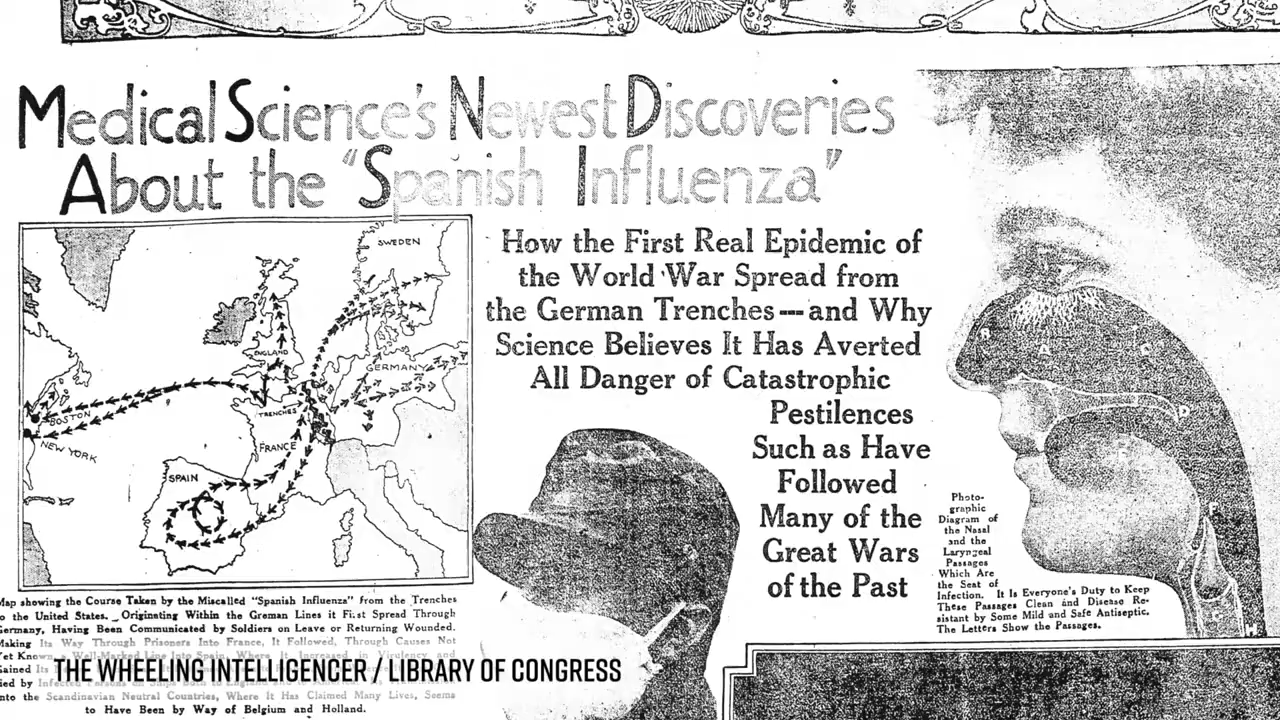 Medical Science's Newest Discoveries
About the "Spanish Influenza"
SWEDEN
ENGLAND
GERMANY
TRENCHES
BOSTON
NEW YORK
FRANCE
SPAIN
How the First Real Epidemic of
the World War Spread from
the German Trenches---and Why
Science Believes It Has Averted
All Danger of Catastrophic
Pestilences
Such as Have
Followed
Many of the
Great Wars
of the Past
Photo-
graphic
Diagram of
the Nasal
and the
Laryngeal
Passages
Which Are
the Seat of
Infection. It Is Everyone's Duty to Keep
These Passages Clean and Disease Re-
sistant by Some Mild and Safe Antiseptic.
The Letters Show the Passages.
Map showing the Course Taken by the Miscalled "Spanish Influenza" from the Trenches
to the United States. Originating Within the Greman Lines it First Spread Through
Germany, Having Been Communicated by Soldiers on Leave or Returning Wounded.
Making Its Way Through Prisoners Into France, It Followed, Through Causes Not
Yet Known, a Well-Marked Line Into Spain, Where It Increased in Virulency and
Gained Its
ied by Infected
nto the Scandinavian Neutral Countries, Where It Has Claimed Many Lives, Seems
to Have Been by Way of Belgium and Holland.
THE WHEELING INTELLIGENCER / LIBRARY OF CONGRESS